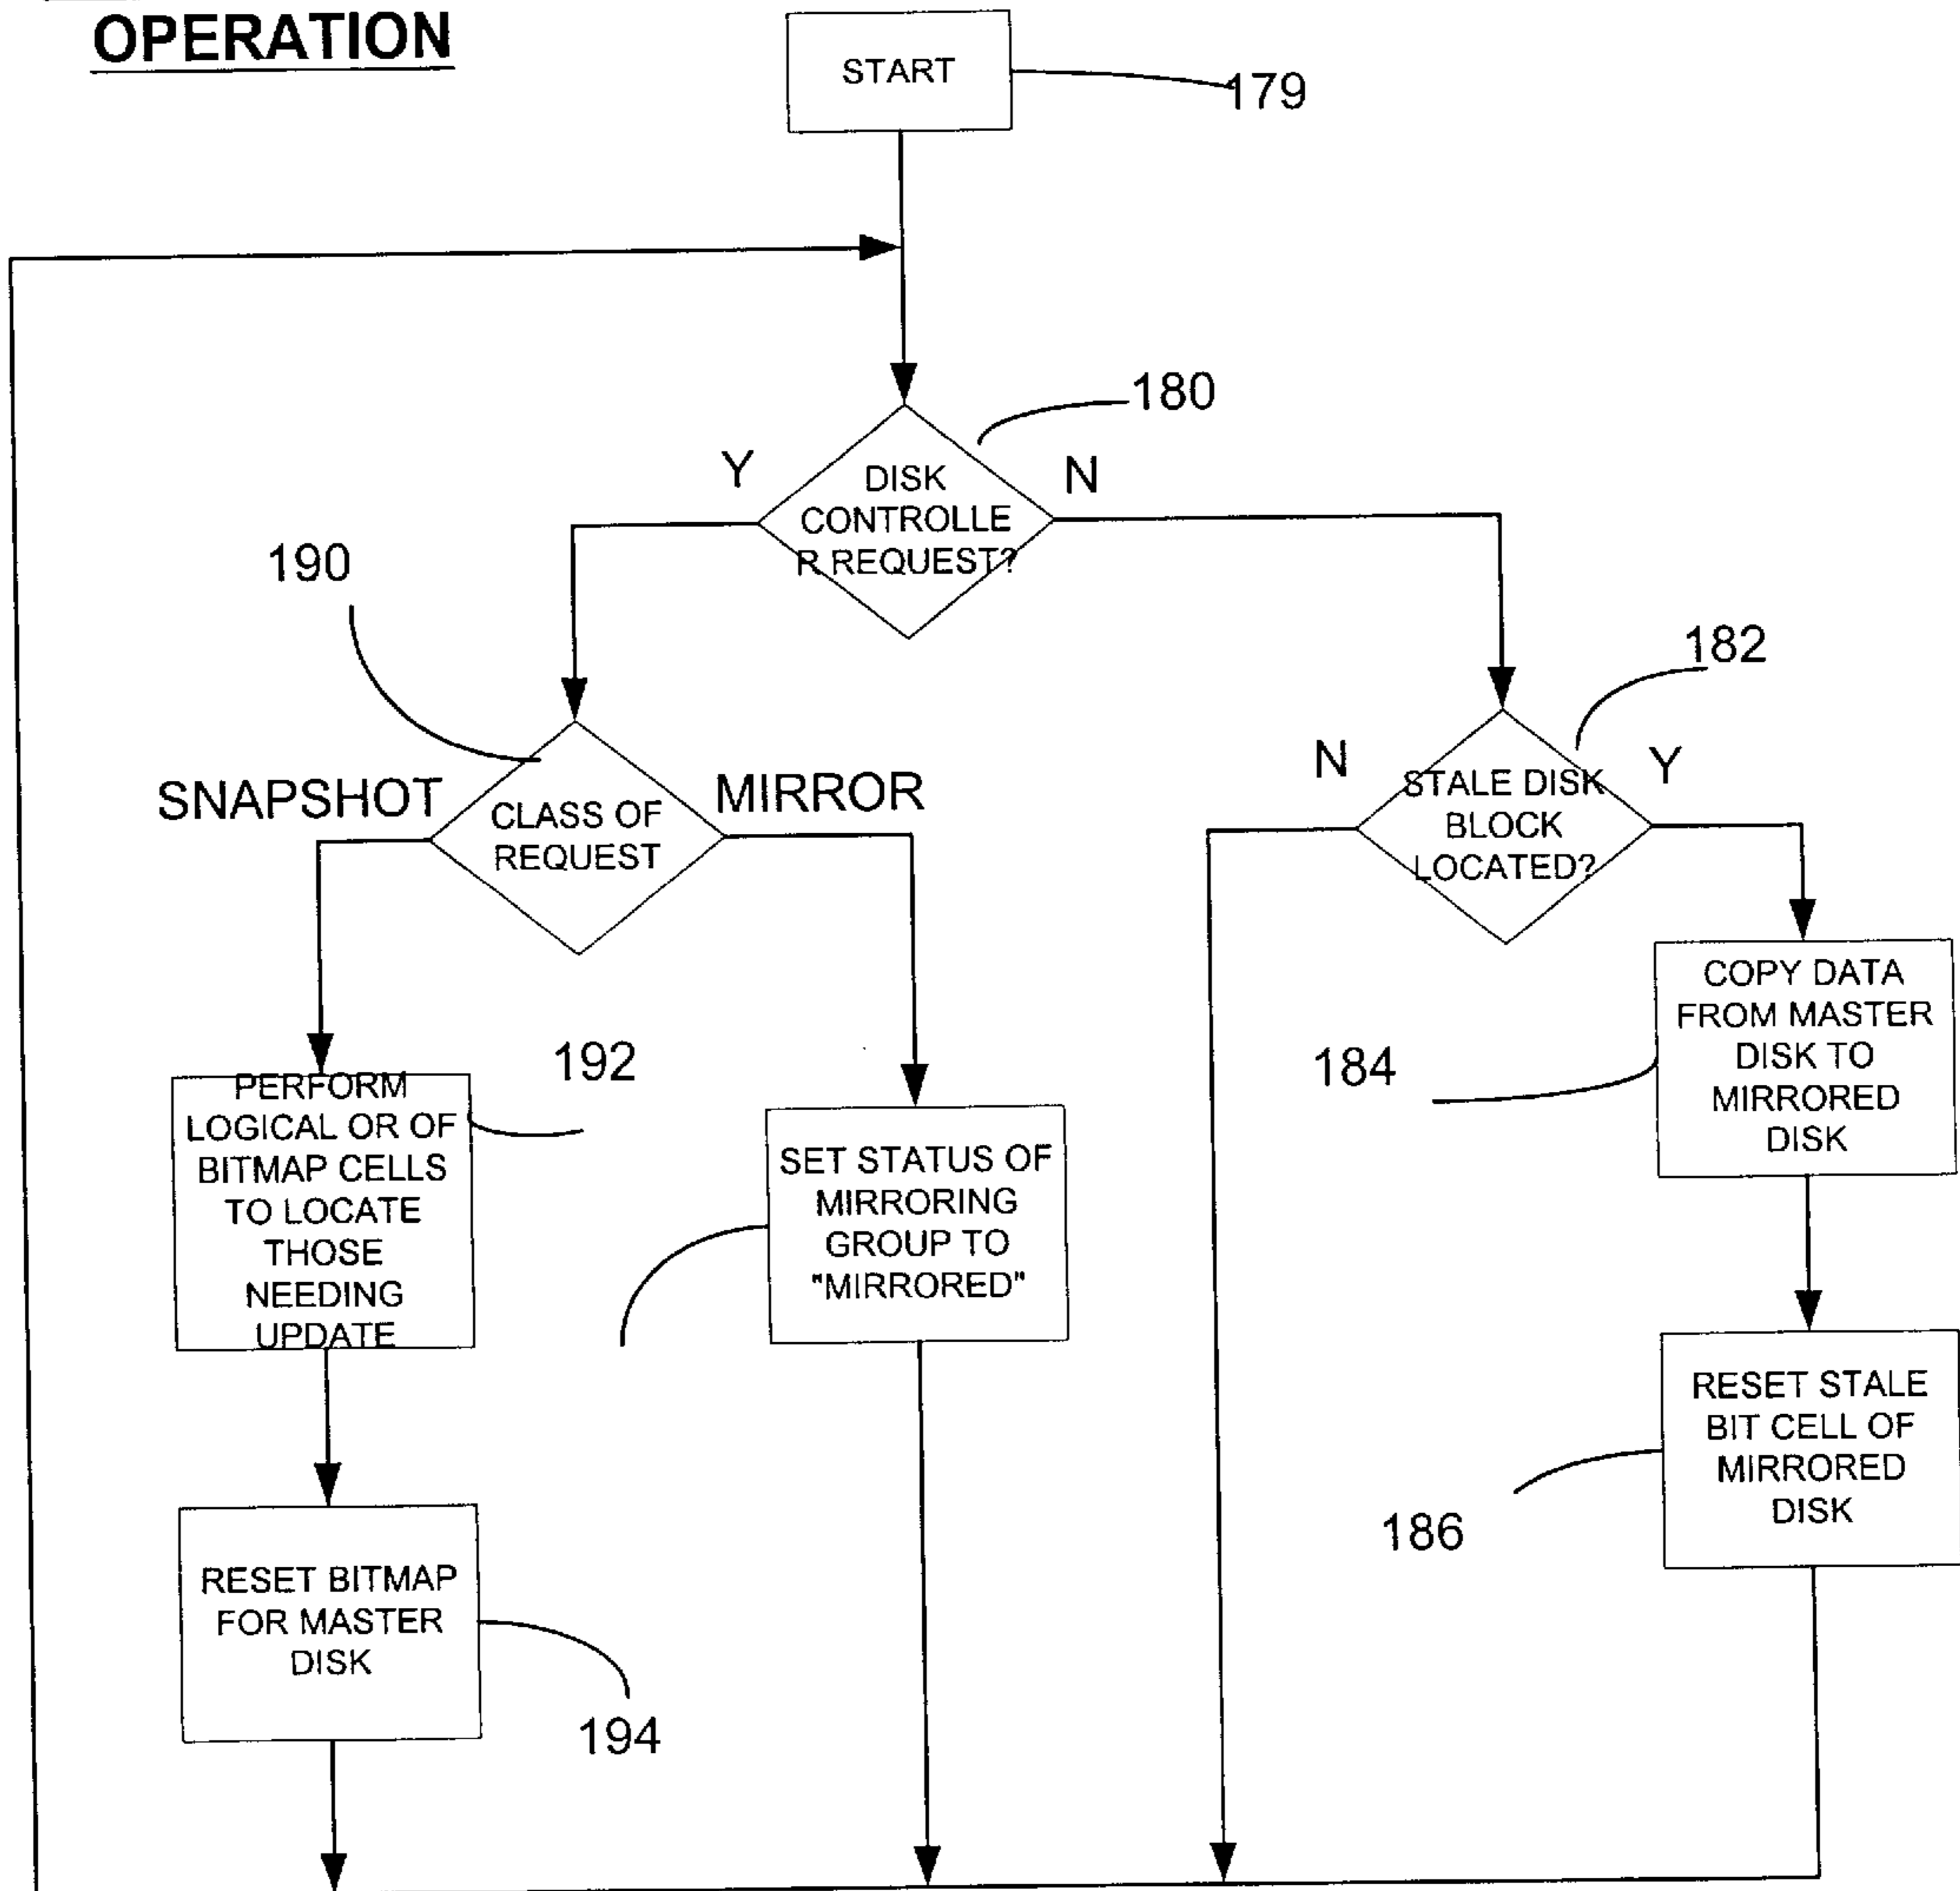 OPERATION
START
179
180
Y
N
DISK
CONTROLLE
R REQUEST?
190
182
SNAPSHOT
MIRROR
CLASS OF
REQUEST
N
Y
STALE DISK
BLOCK
LOCATED?
COPY DATA
FROM MASTER
DISK TO
MIRRORED
DISK
184
192
PERFORM
LOGICAL OR OF
BITMAP CELLS
TO LOCATE
THOSE
NEEDING
UPDATE
SET STATUS OF
MIRRORING
GROUP TO
"MIRRORED"
RESET STALE
BIT CELL OF
MIRRORED
DISK
186
RESET BITMAP
FOR MASTER
DISK
194